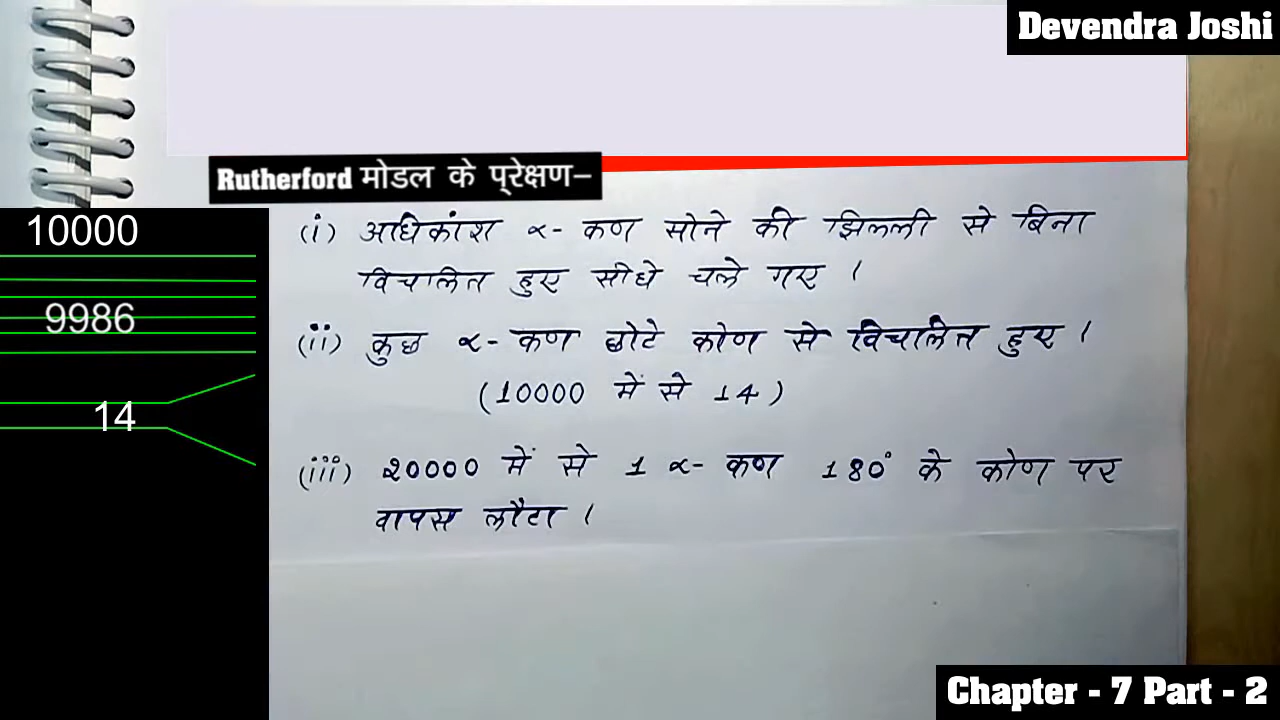 Devendra Joshi
Rutherford मोडल के प्रेक्षण–
10000
9986
14
(i) अधिकांश α- कण सोने की झिल्ली से बिना
विचलित हुए सीधे चले गए ।
(ii) कुछ α- कण छोटे कोण से विचलित हुए ।
(10000 में से 14)
(iii) 20000 में से 1 α- कण 180° के कोण पर
वापस लौटा ।
Chapter - 7 Part - 2